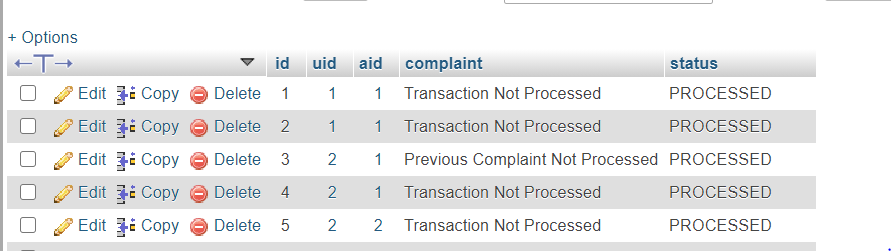 + Options
id uid aid complaint status
Edit Copy Delete 1 1 1 Transaction Not Processed PROCESSED
Edit Copy Delete 2 1 1 Transaction Not Processed PROCESSED
Edit Copy Delete 3 2 1 Previous Complaint Not Processed PROCESSED
Edit Copy Delete 4 2 1 Transaction Not Processed PROCESSED
Edit Copy Delete 5 2 2 Transaction Not Processed PROCESSED